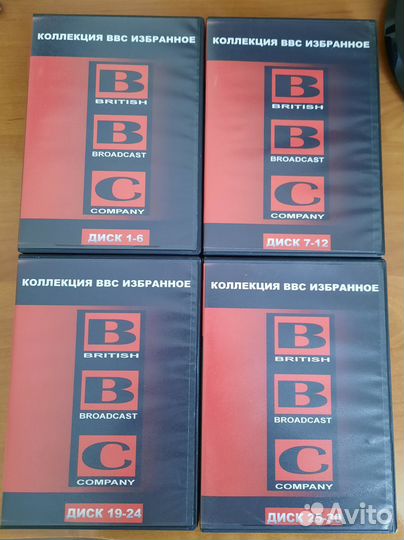 КОЛЛЕКЦИЯ BBC ИЗБРАННОЕ
B
BRITISH
B
BROADCAST
C
COMPANY
ДИСК 1-6
КОЛЛЕКЦИЯ BBC ИЗБРАННОЕ
B
BRITISH
B
BROADCAST
C
COMPANY
ДИСК 7-12
КОЛЛЕКЦИЯ BBC ИЗБРАННОЕ
B
BRITISH
B
BROADCAST
C
COMPANY
ДИСК 19-24
КОЛЛЕКЦИЯ BBC ИЗБРАННОЕ
B
BRITISH
B
BROADCAST
C
COMPANY
ДИСК
Avito